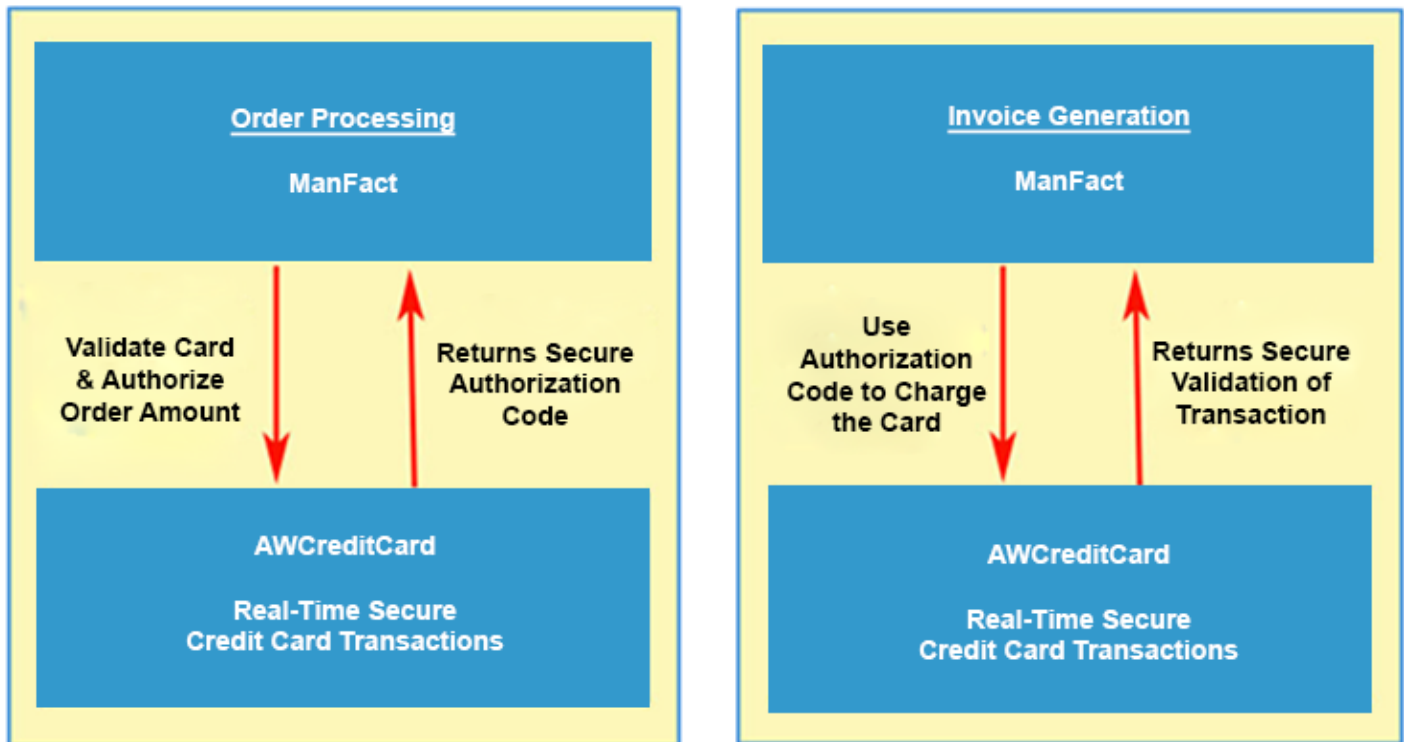 Order Processing
ManFact
Validate Card
& Authorize
Order Amount
Returns Secure
Authorization
Code
AWCreditCard
Real-Time Secure
Credit Card Transactions
Invoice Generation
ManFact
Use
Authorization
Code to Charge
the Card
Returns Secure
Validation of
Transaction
AWCreditCard
Real-Time Secure
Credit Card Transactions